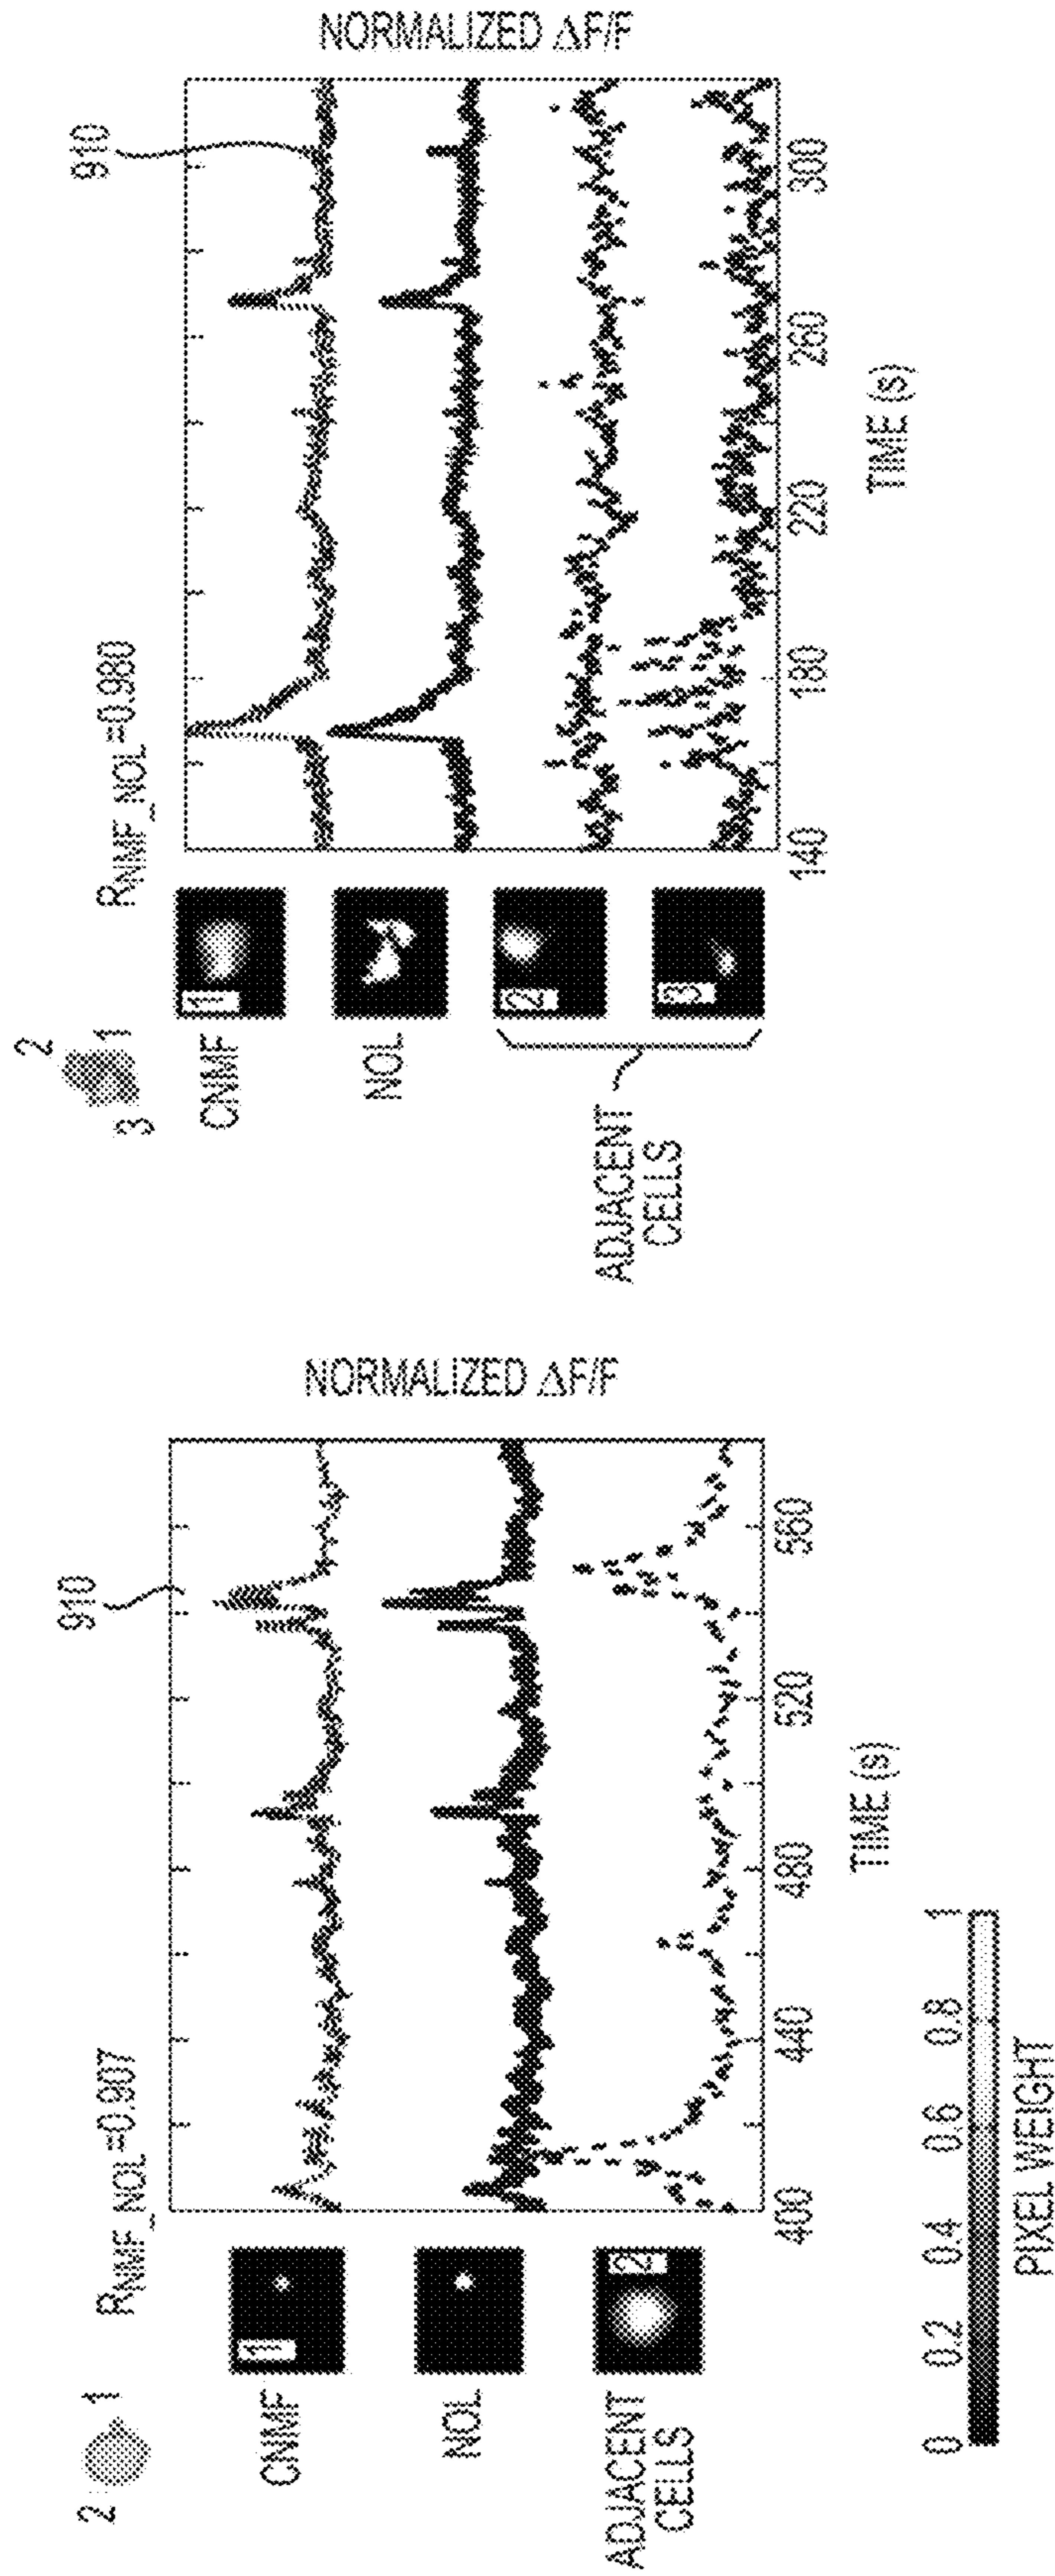 2
1
R_NMF_NOL=0.907
910
CNMF
1
NOL
ADJACENT
CELLS
2
NORMALIZED ΔF/F
400
440
480
520
560
TIME (s)
0
0.2
0.4
0.6
0.8
1
PIXEL WEIGHT
2
3
1
R_NMF_NOL=0.980
910
CNMF
1
NOL
ADJACENT
CELLS
2
3
NORMALIZED ΔF/F
140
180
220
260
300
TIME (s)